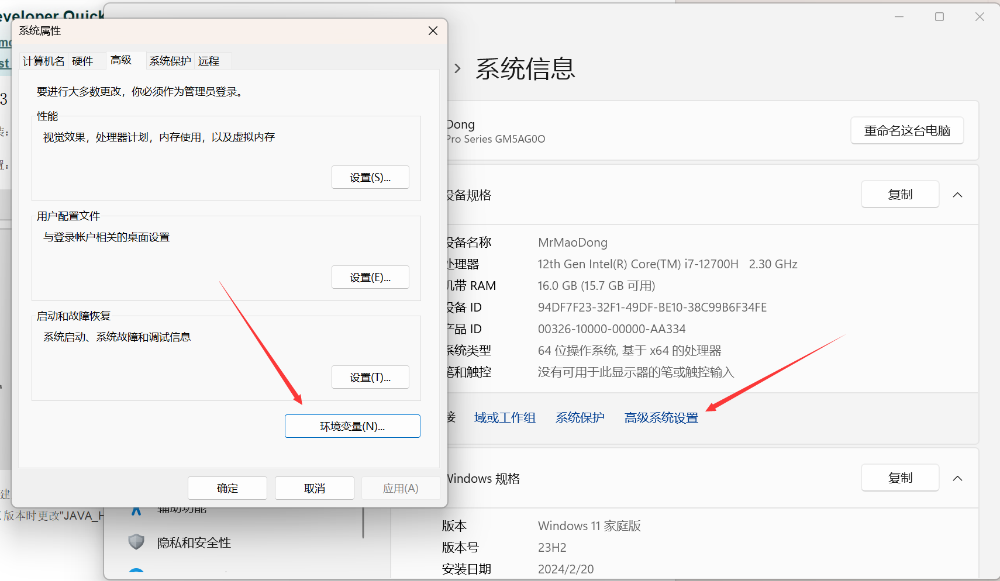 eveloper Quick
系统属性
计算机名 硬件 高级 系统保护 远程
要进行大多数更改，你必须作为管理员登录。
性能
视觉效果，处理器计划，内存使用，以及虚拟内存
设置(S)...
用户配置文件
与登录帐户相关的桌面设置
设置(E)...
启动和故障恢复
系统启动、系统故障和调试信息
设置(T)...
环境变量(N)...
确定 取消 应用(A)
mo
st
3
装：
置：
建
版本时更改"JAVA_H
› 系统信息
Dong
Pro Series GM5AG0O
重命名这台电脑
设备规格
复制
设备名称 MrMaoDong
处理器 12th Gen Intel(R) Core(TM) i7-12700H 2.30 GHz
机带 RAM 16.0 GB (15.7 GB 可用)
设备 ID 94DF7F23-32F1-49DF-BE10-38C99B6F34FE
产品 ID 00326-10000-00000-AA334
系统类型 64 位操作系统, 基于 x64 的处理器
笔和触控 没有可用于此显示器的笔或触控输入
接 域或工作组 系统保护 高级系统设置
Windows 规格
复制
版本 Windows 11 家庭版
版本号 23H2
安装日期 2024/2/20
辅助功能
隐私和安全性